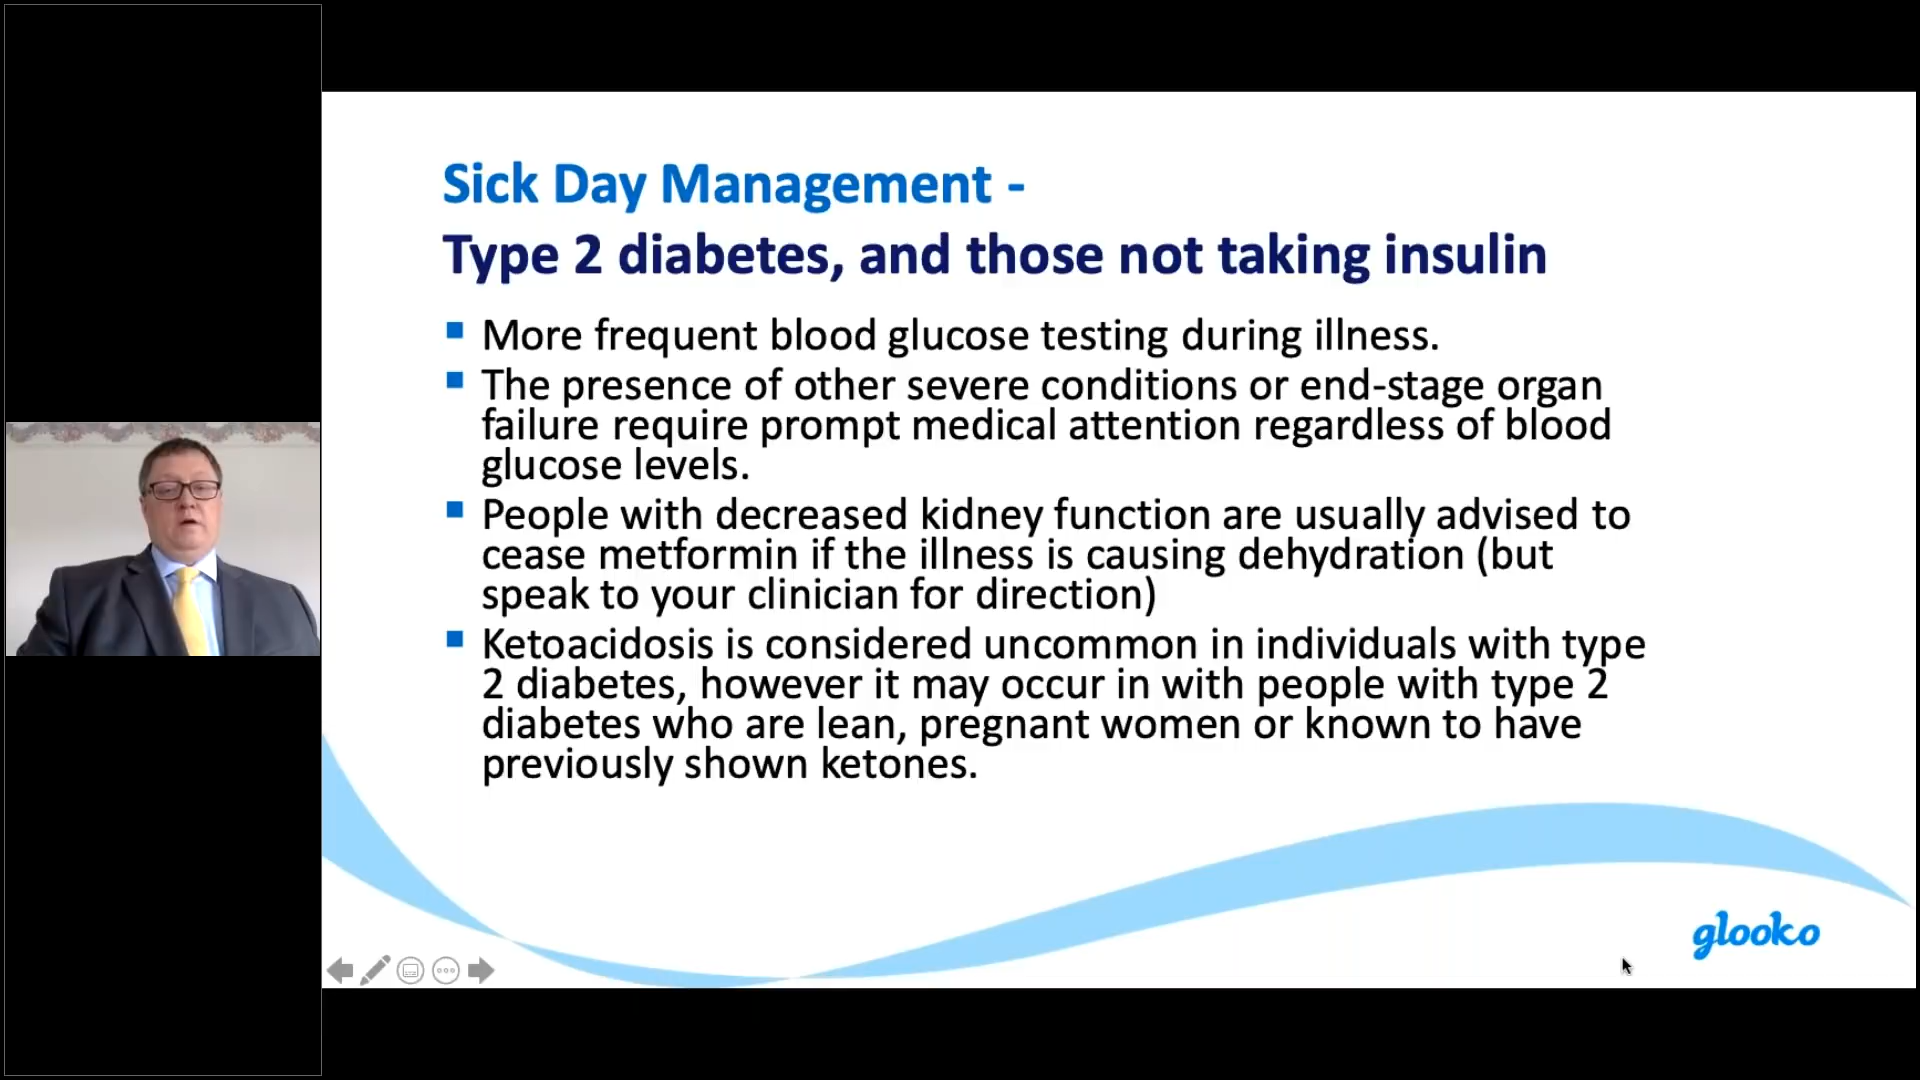 Sick Day Management -
Type 2 diabetes, and those not taking insulin
More frequent blood glucose testing during illness.
The presence of other severe conditions or end-stage organ
failure require prompt medical attention regardless of blood
glucose levels.
People with decreased kidney function are usually advised to
cease metformin if the illness is causing dehydration (but
speak to your clinician for direction)
Ketoacidosis is considered uncommon in individuals with type
2 diabetes, however it may occur in with people with type 2
diabetes who are lean, pregnant women or known to have
previously shown ketones.
glooko